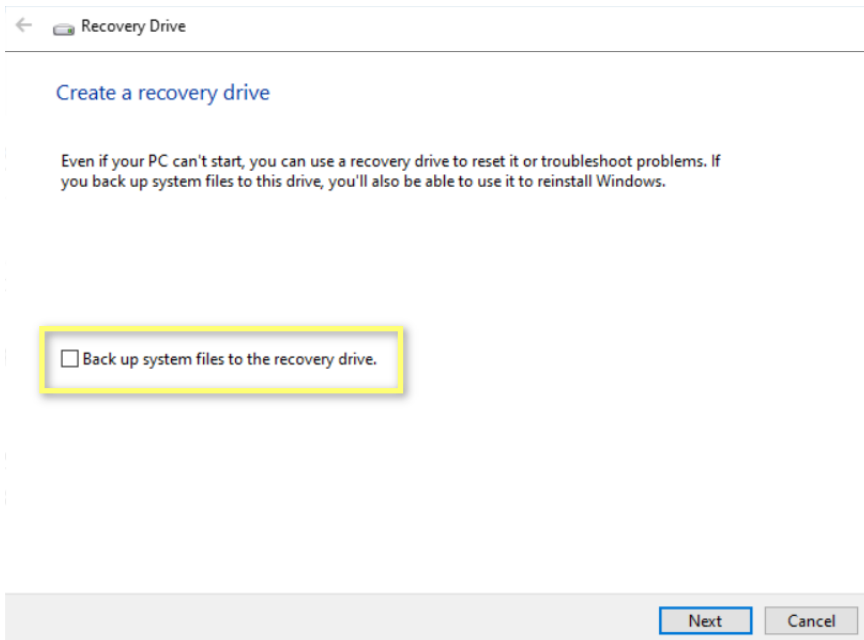 Recovery Drive
Create a recovery drive
Even if your PC can't start, you can use a recovery drive to reset it or troubleshoot problems. If
you back up system files to this drive, you'll also be able to use it to reinstall Windows.
Back up system files to the recovery drive.
Next Cancel